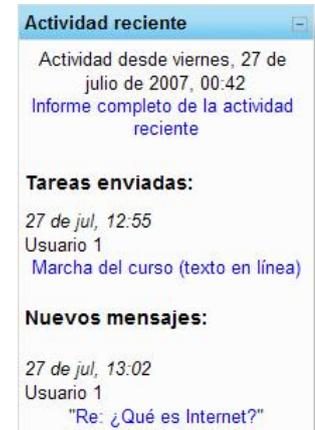 Actividad reciente
Actividad desde viernes, 27 de
julio de 2007, 00:42
Informe completo de la actividad
reciente
Tareas enviadas:
27 de jul, 12:55
Usuario 1
Marcha del curso (texto en línea)
Nuevos mensajes:
27 de jul, 13:02
Usuario 1
"Re: ¿Qué es Internet?"